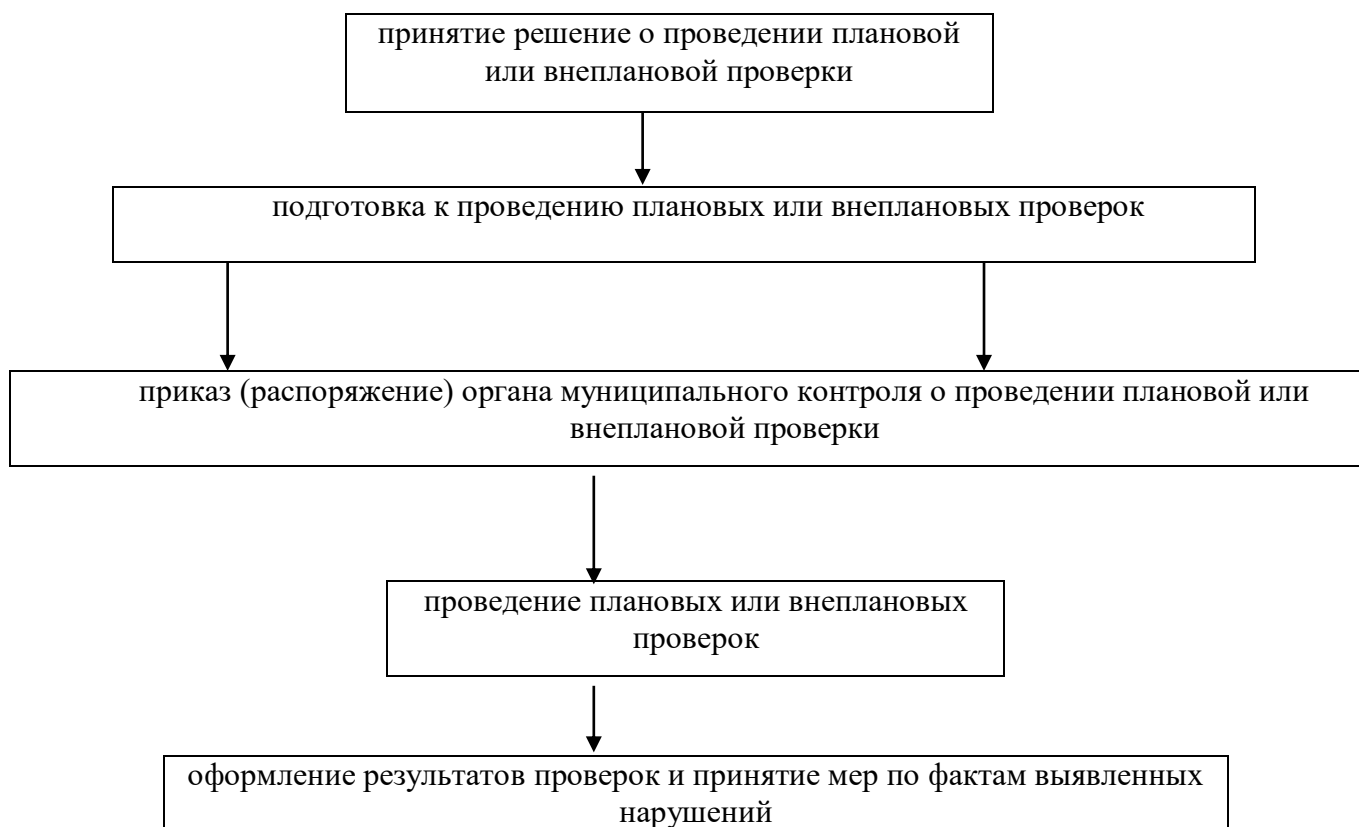 принятие решение о проведении плановой
или внеплановой проверки
подготовка к проведению плановых или внеплановых проверок
приказ (распоряжение) органа муниципального контроля о проведении плановой или
внеплановой проверки
проведение плановых или внеплановых
проверок
оформление результатов проверок и принятие мер по фактам выявленных
нарушений